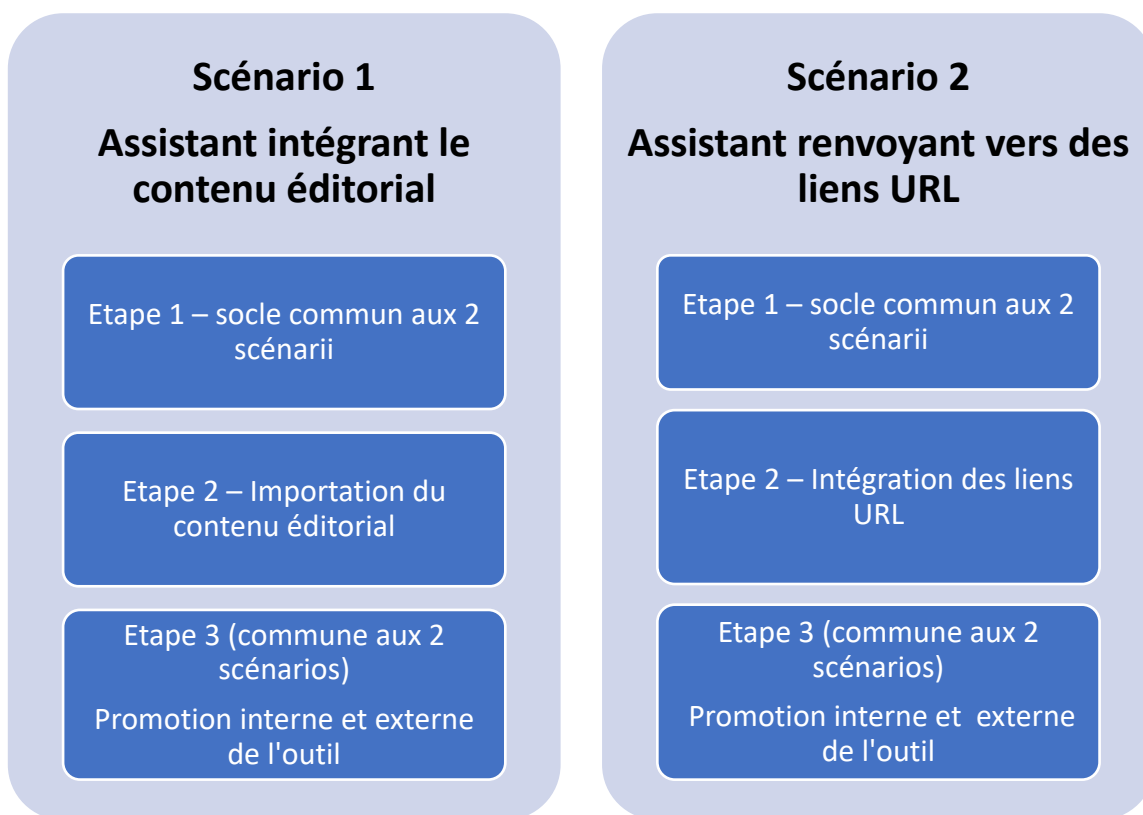 Scénario 1
Assistant intégrant le
contenu éditorial
Etape 1 – socle commun aux 2
scénarii
Etape 2 – Importation du
contenu éditorial
Etape 3 (commune aux 2
scénarios)
Promotion interne et externe
de l'outil
Scénario 2
Assistant renvoyant vers des
liens URL
Etape 1 – socle commun aux 2
scénarii
Etape 2 – Intégration des liens
URL
Etape 3 (commune aux 2
scénarios)
Promotion interne et  externe
de l'outil